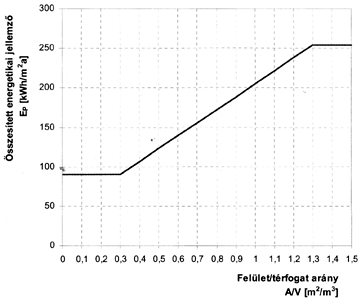 Összesített energetikai jellemző
E_P [kWh/m²a]
300
250
200
150
100
50
0
0 0,1 0,2 0,3 0,4 0,5 0,6 0,7 0,8 0,9 1 1,1 1,2 1,3 1,4 1,5
Felület/térfogat arány
A/V [m²/m³]